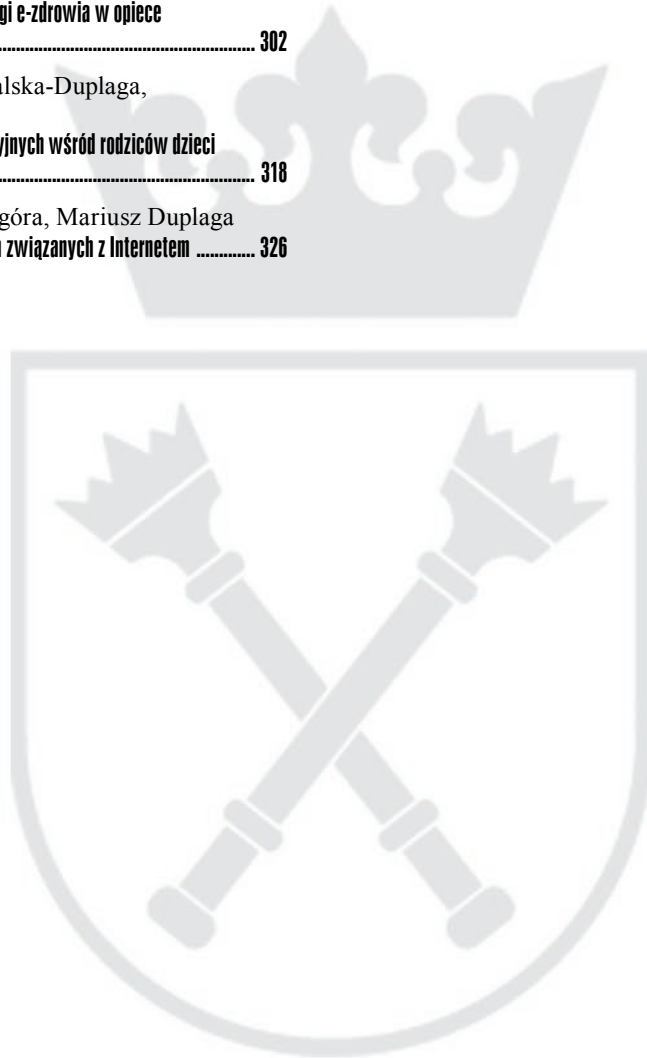 gi e-zdrowia w opiece
............................................................ 302
alska-Duplaga,
yjnych wśród rodziców dzieci
................................................................. 318
góra, Mariusz Duplaga
związanych z Internetem ............. 326